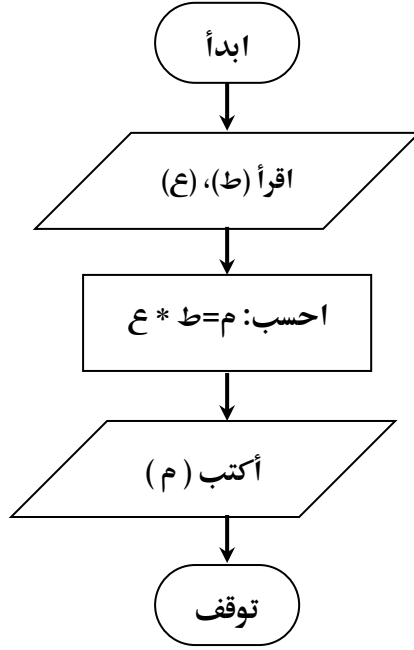 ابدأ
اقرأ (ط)، (ع)
احسب: م=ط * ع
أكتب ( م )
توقف